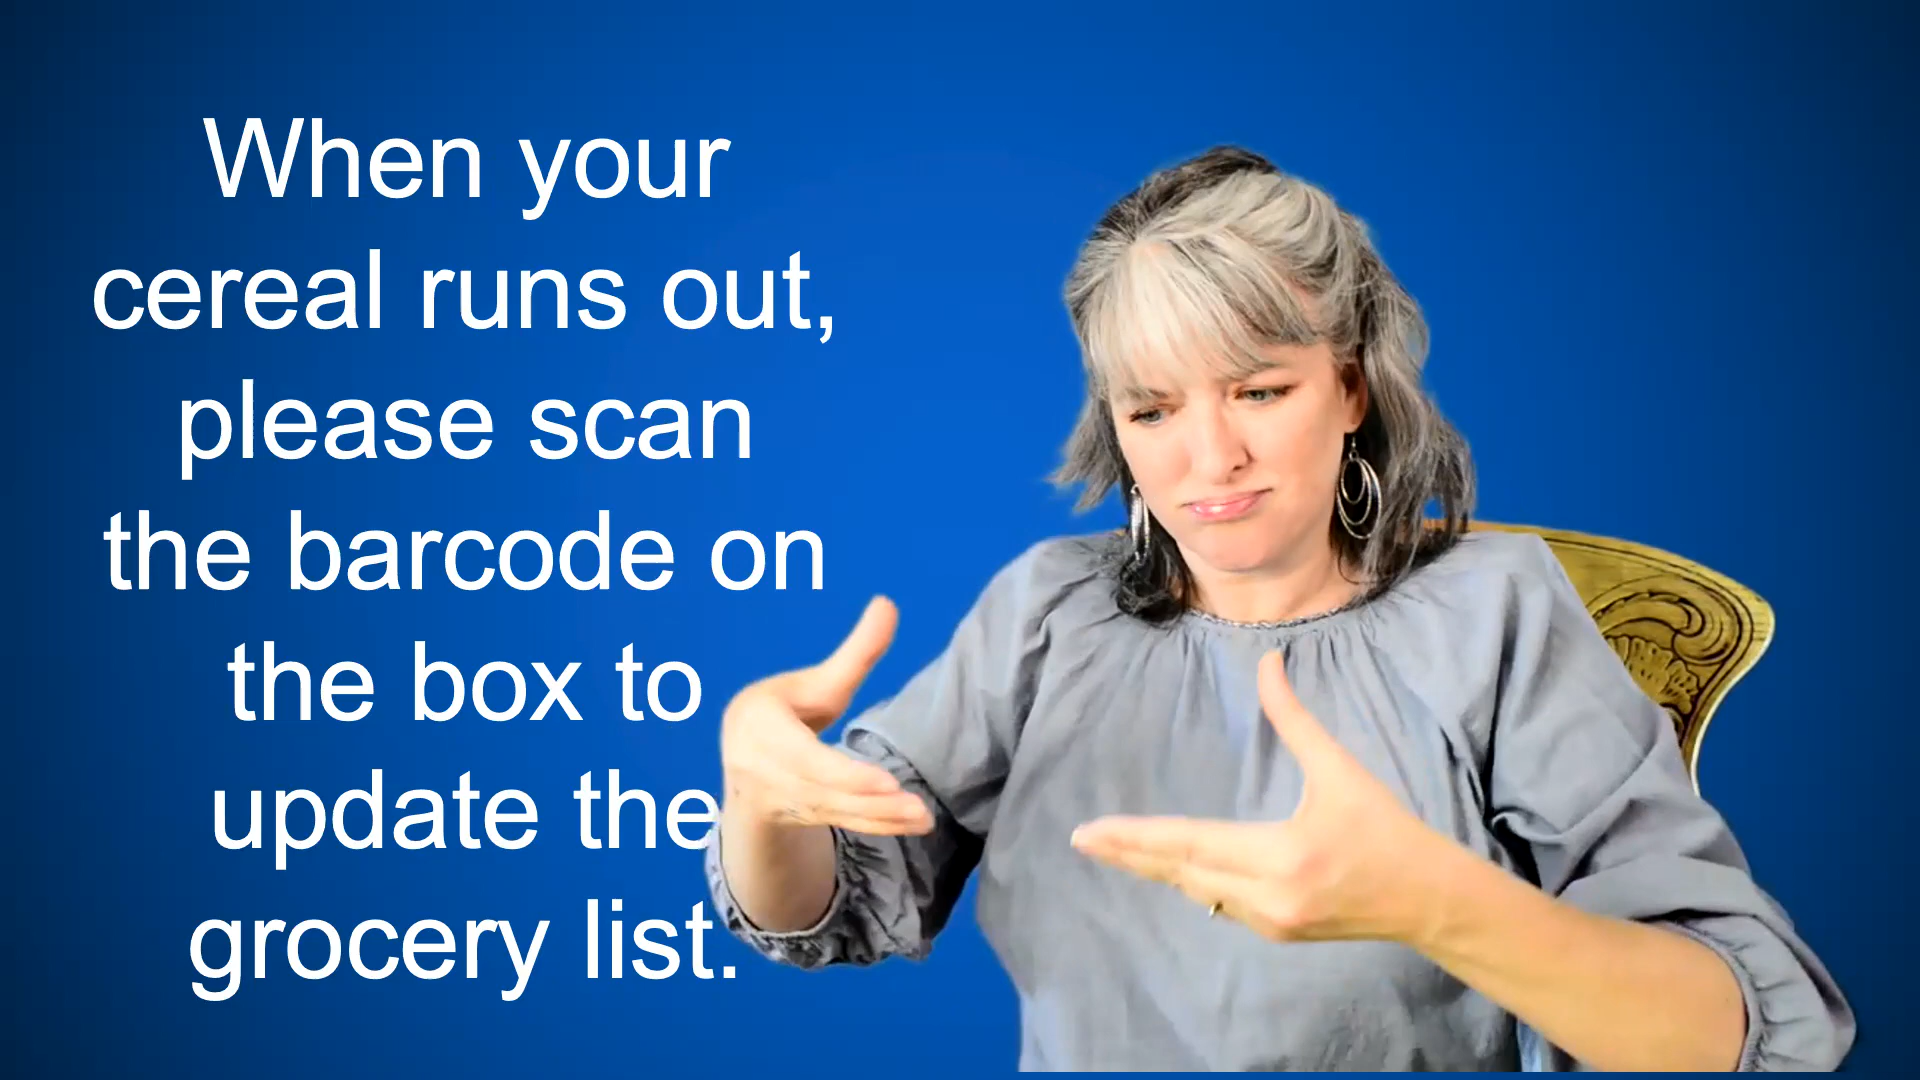 When your
cereal runs out,
please scan
the barcode on
the box to
update the
grocery list.